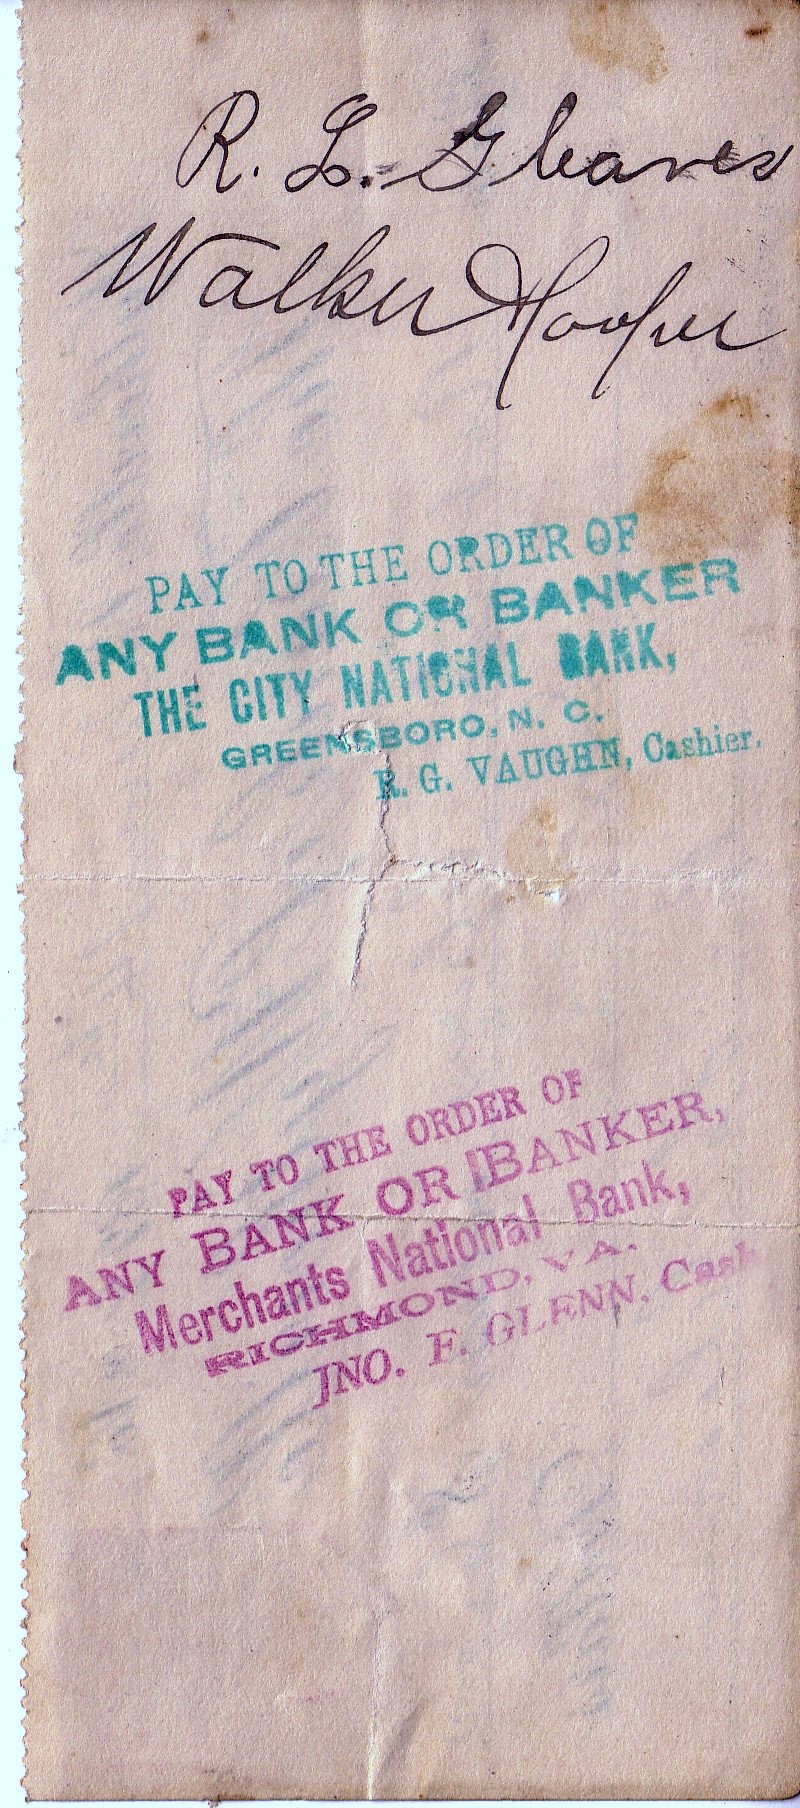 R. L. Gleaves
Walker Hooper
PAY TO THE ORDER OF
ANY BANK OR BANKER
THE CITY NATIONAL BANK,
GREENSBORO, N. C.
R. G. VAUGHN, Cashier.
PAY TO THE ORDER OF
ANY BANK OR BANKER,
Merchants National Bank,
RICHMOND, VA.
JNO. F. GLENN, Cash